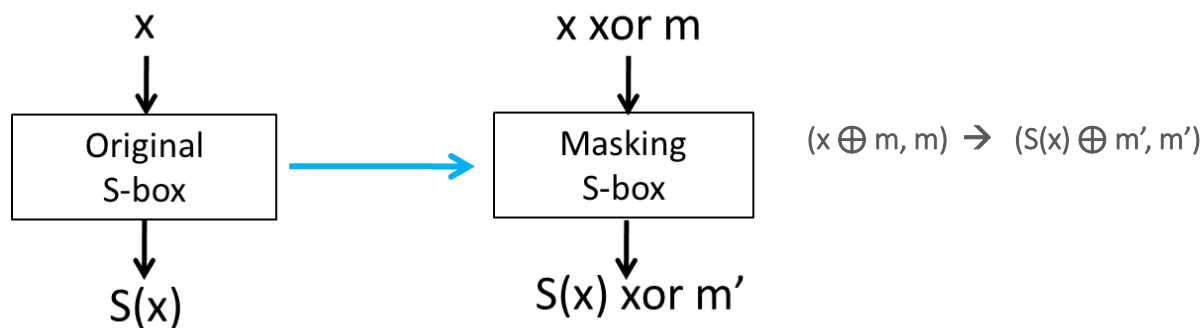 x
Original
S-box
S(x)
x xor m
Masking
S-box
S(x) xor m’
(x ⊕ m, m) → (S(x) ⊕ m’, m’)